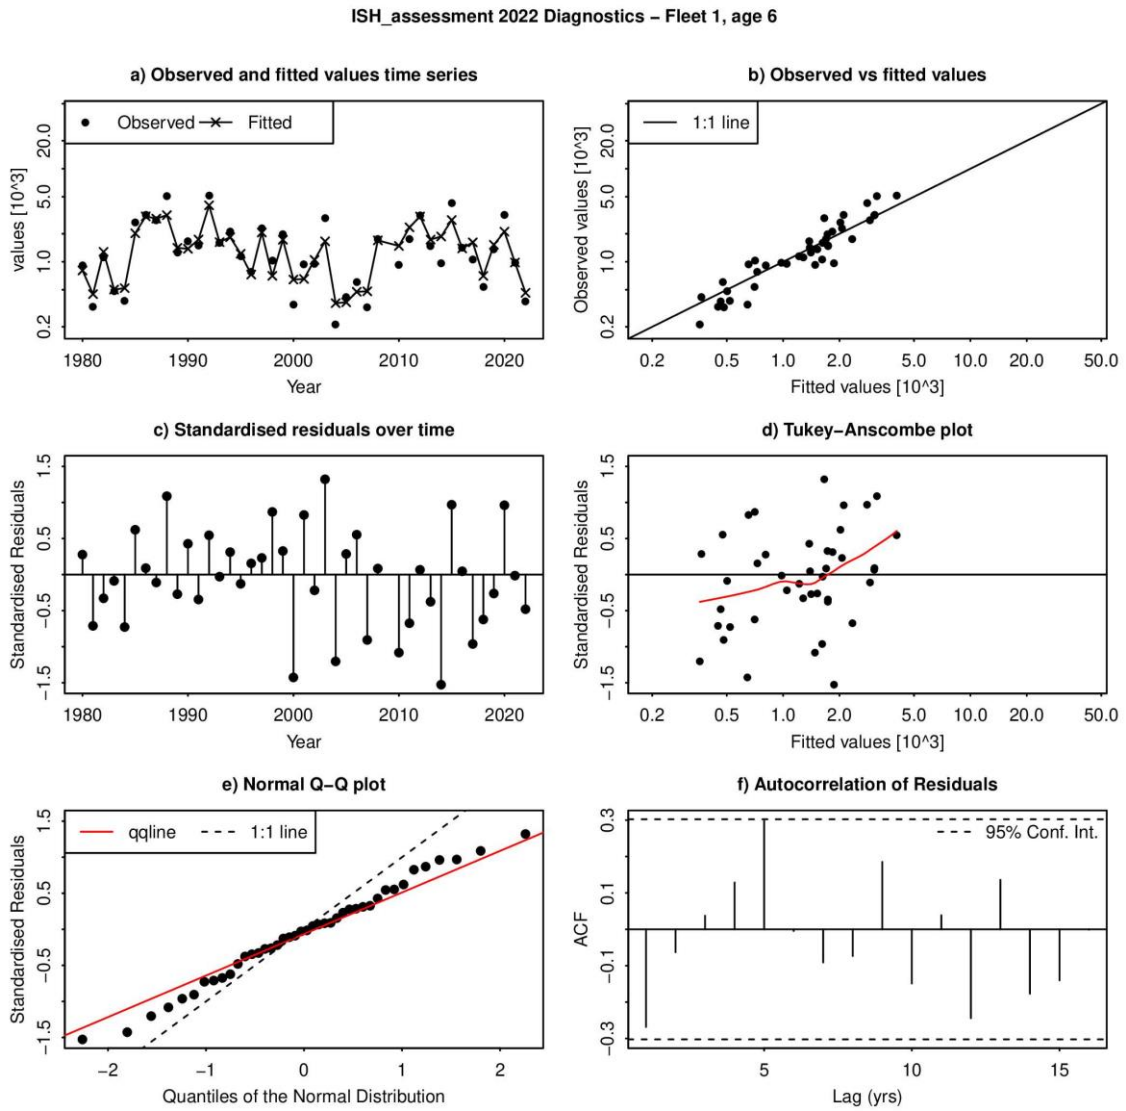 ISH_assessment 2022 Diagnostics − Fleet 1, age 6
a) Observed and fitted values time series
values [10^3]
20.0
5.0
1.0
0.2
Observed
Fitted
1980 1990 2000 2010 2020
Year
b) Observed vs fitted values
Observed values [10^3]
20.0
5.0
1.0
0.2
1:1 line
0.2 0.5 1.0 2.0 5.0 10.0 20.0 50.0
Fitted values [10^3]
c) Standardised residuals over time
Standardised Residuals
1.5
0.5
−0.5
−1.5
1980 1990 2000 2010 2020
Year
d) Tukey−Anscombe plot
Standardised Residuals
1.5
0.5
−0.5
−1.5
0.2 0.5 1.0 2.0 5.0 10.0 20.0 50.0
Fitted values [10^3]
e) Normal Q−Q plot
Standardised Residuals
1.5
0.5
−0.5
−1.5
qqline
1:1 line
−2 −1 0 1 2
Quantiles of the Normal Distribution
f) Autocorrelation of Residuals
ACF
0.3
0.1
−0.1
−0.3
95% Conf. Int.
5 10 15
Lag (yrs)